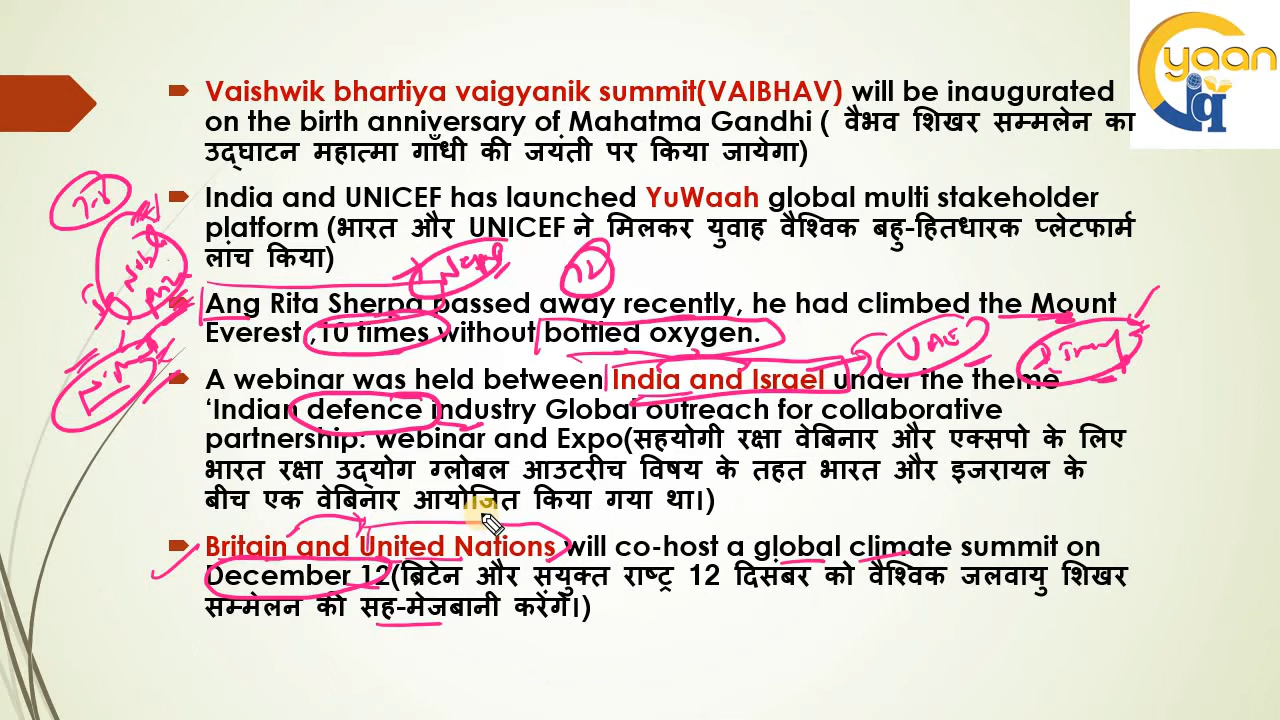 yaan
Vaishwik bhartiya vaigyanik summit(VAIBHAV) will be inaugurated
on the birth anniversary of Mahatma Gandhi ( वैभव शिखर सम्मलेन का
उद्घाटन महात्मा गाँधी की जयंती पर किया जायेगा)
India and UNICEF has launched YuWaah global multi stakeholder
platform (भारत और UNICEF ने मिलकर युवाह वैश्विक बहु-हितधारक प्लेटफार्म
लांच किया)
Ang Rita Sherpa passed away recently, he had climbed the Mount
Everest ,10 times without bottled oxygen.
UAE
A webinar was held between India and Israel under the theme
‘Indian defence industry Global outreach for collaborative
partnership: webinar and Expo(सहयोगी रक्षा वेबिनार और एक्सपो के लिए
भारत रक्षा उद्योग ग्लोबल आउटरीच विषय के तहत भारत और इजरायल के
बीच एक वेबिनार आयोजित किया गया था।)
Britain and United Nations will co-host a global climate summit on
December 12(ब्रिटेन और सयुंक्त राष्ट्र 12 दिसंबर को वैश्विक जलवायु शिखर
सम्मेलन की सह-मेजबानी करेंगे।)